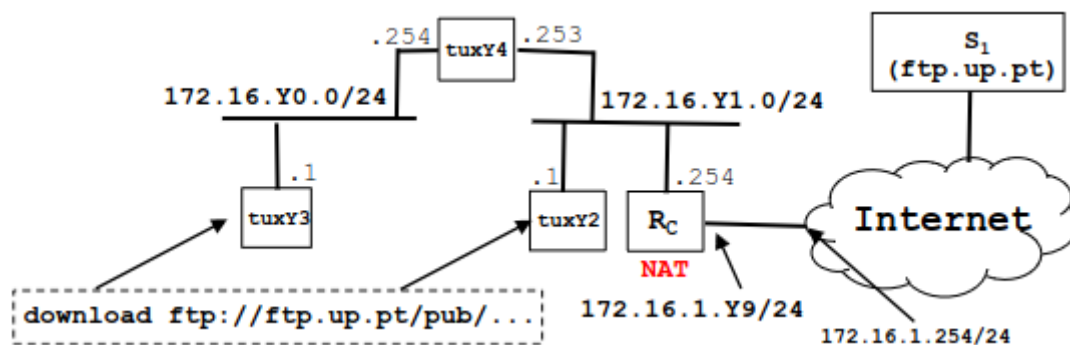 .254
tuxY4
.253
S1
(ftp.up.pt)
172.16.Y0.0/24
172.16.Y1.0/24
.1
.1
.254
tuxY3
tuxY2
RC
Internet
NAT
download ftp://ftp.up.pt/pub/...
172.16.1.Y9/24
172.16.1.254/24